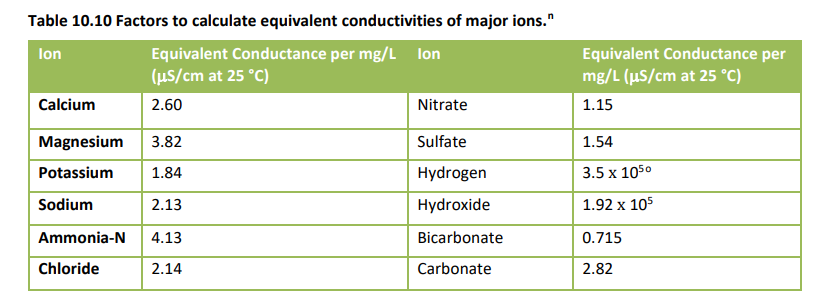 Table 10.10 Factors to calculate equivalent conductivities of major ions.ⁿ
Ion Equivalent Conductance per mg/L (μS/cm at 25 °C) Ion Equivalent Conductance per mg/L (μS/cm at 25 °C)
Calcium 2.60 Nitrate 1.15
Magnesium 3.82 Sulfate 1.54
Potassium 1.84 Hydrogen 3.5 x 10⁵ᵒ
Sodium 2.13 Hydroxide 1.92 x 10⁵
Ammonia-N 4.13 Bicarbonate 0.715
Chloride 2.14 Carbonate 2.82